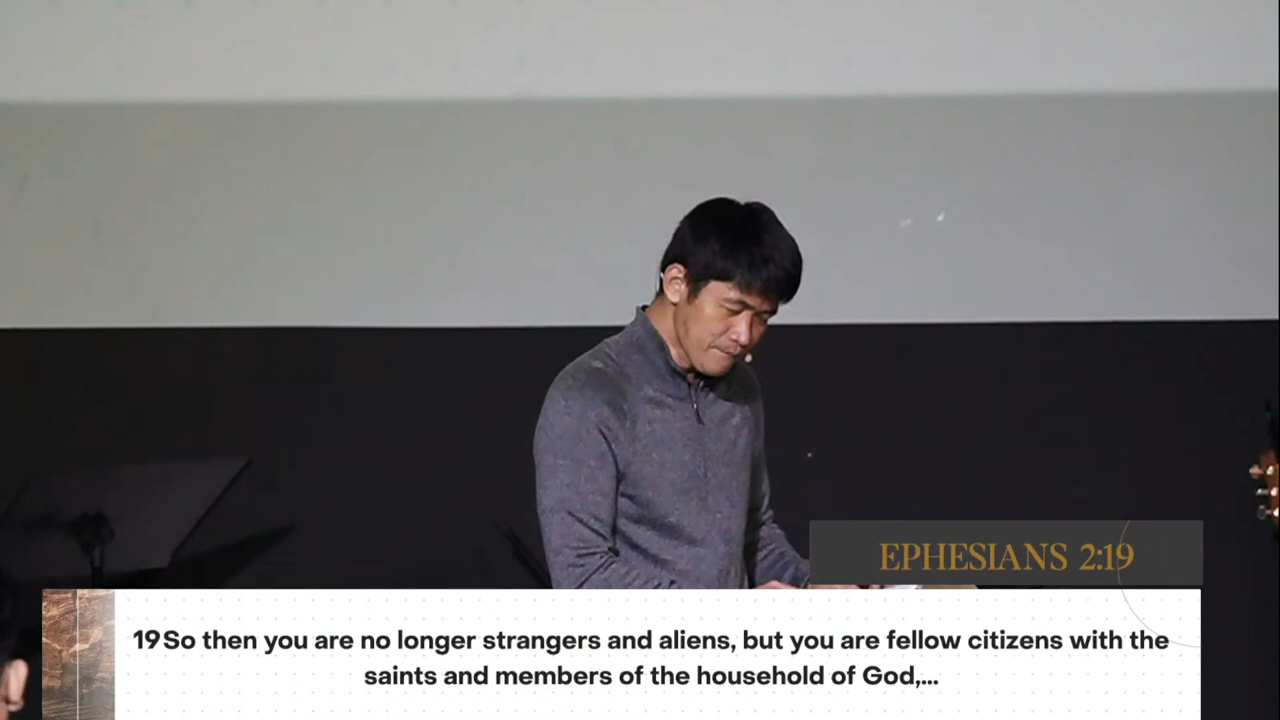 EPHESIANS 2:19
19 So then you are no longer strangers and aliens, but you are fellow citizens with the
saints and members of the household of God,...